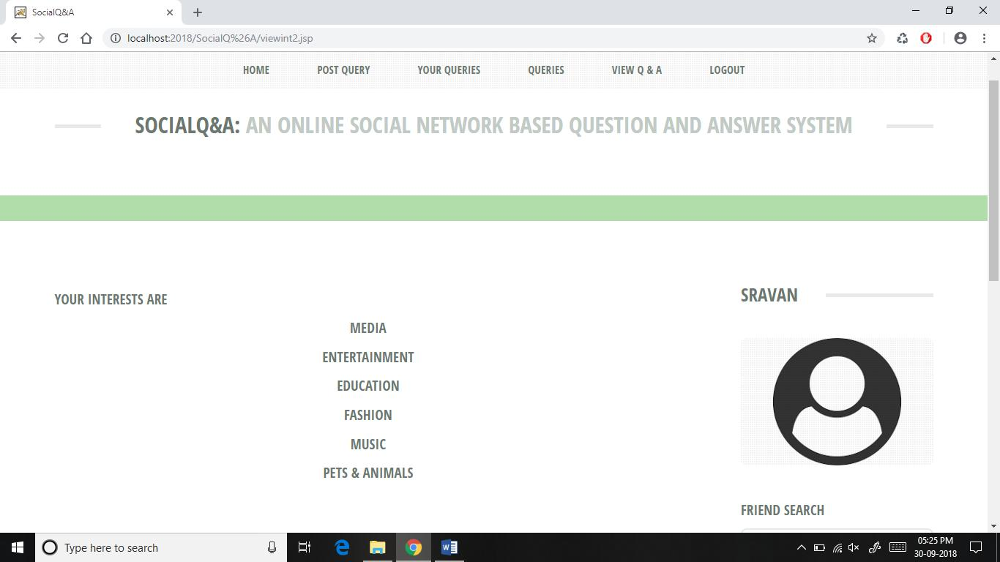 SocialQ&A
localhost:2018/SocialQ%26A/viewint2.jsp
HOME POST QUERY YOUR QUERIES QUERIES VIEW Q & A LOGOUT
SOCIALQ&A: AN ONLINE SOCIAL NETWORK BASED QUESTION AND ANSWER SYSTEM
YOUR INTERESTS ARE
MEDIA
ENTERTAINMENT
EDUCATION
FASHION
MUSIC
PETS & ANIMALS
SRAVAN
FRIEND SEARCH
Type here to search
05:25 PM
30-09-2018